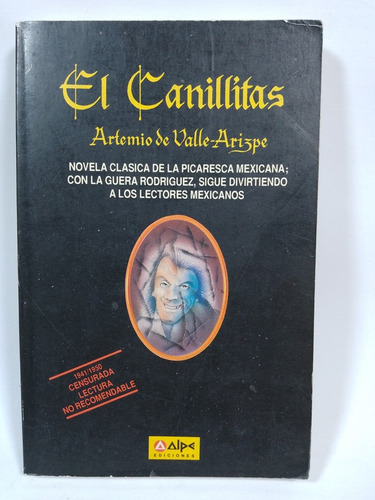 El Canillitas
Artemio de Valle-Arizpe
NOVELA CLASICA DE LA PICARESCA MEXICANA;
CON LA GUERA RODRIGUEZ, SIGUE DIVIRTIENDO
A LOS LECTORES MEXICANOS
1941/1950
CENSURADA
LECTURA
NO RECOMENDABLE
Alpe
EDICIONES